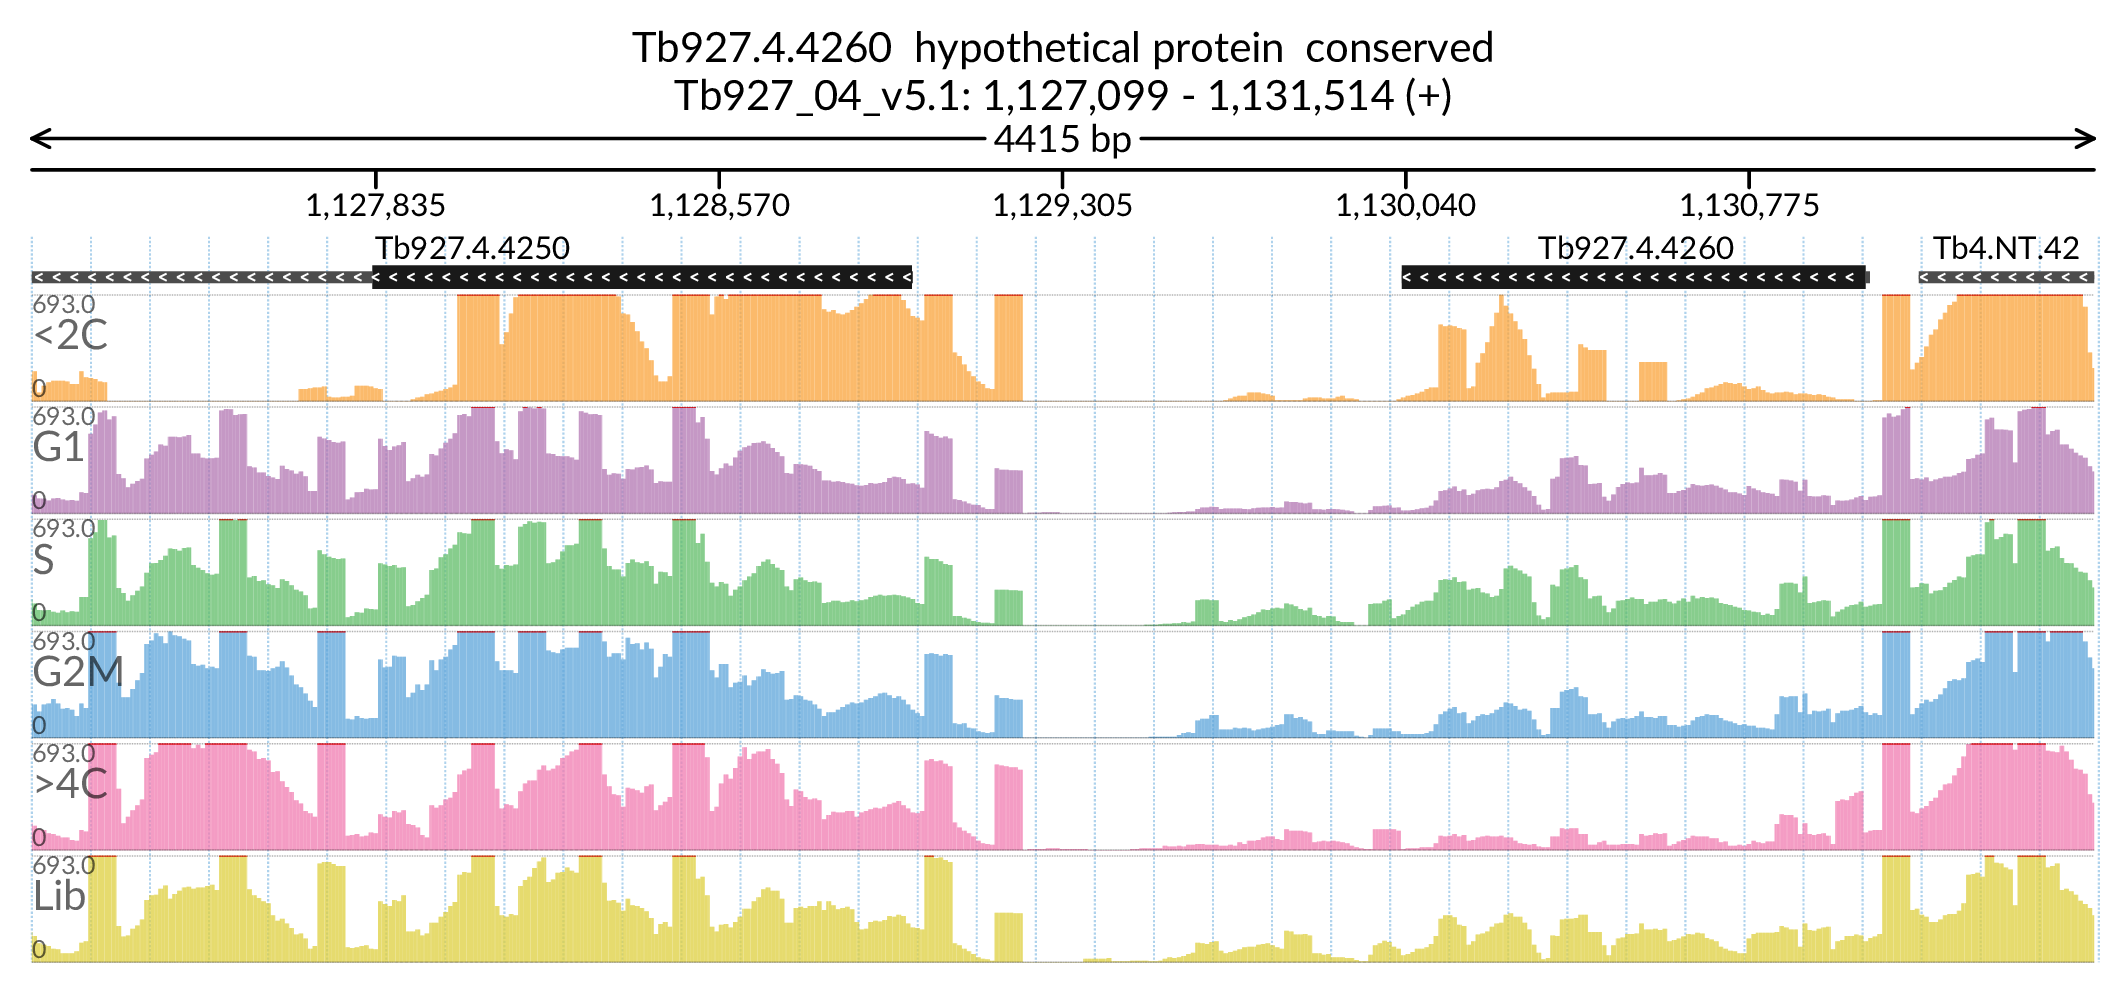 Tb927.4.4260  hypothetical protein  conserved
Tb927_04_v5.1: 1,127,099 - 1,131,514 (+)
4415 bp
1,127,835 1,128,570 1,129,305 1,130,040 1,130,775
Tb927.4.4250 Tb927.4.4260 Tb4.NT.42
693.0
<2C
0
693.0
G1
0
693.0
S
0
693.0
G2M
0
693.0
>4C
0
693.0
Lib
0